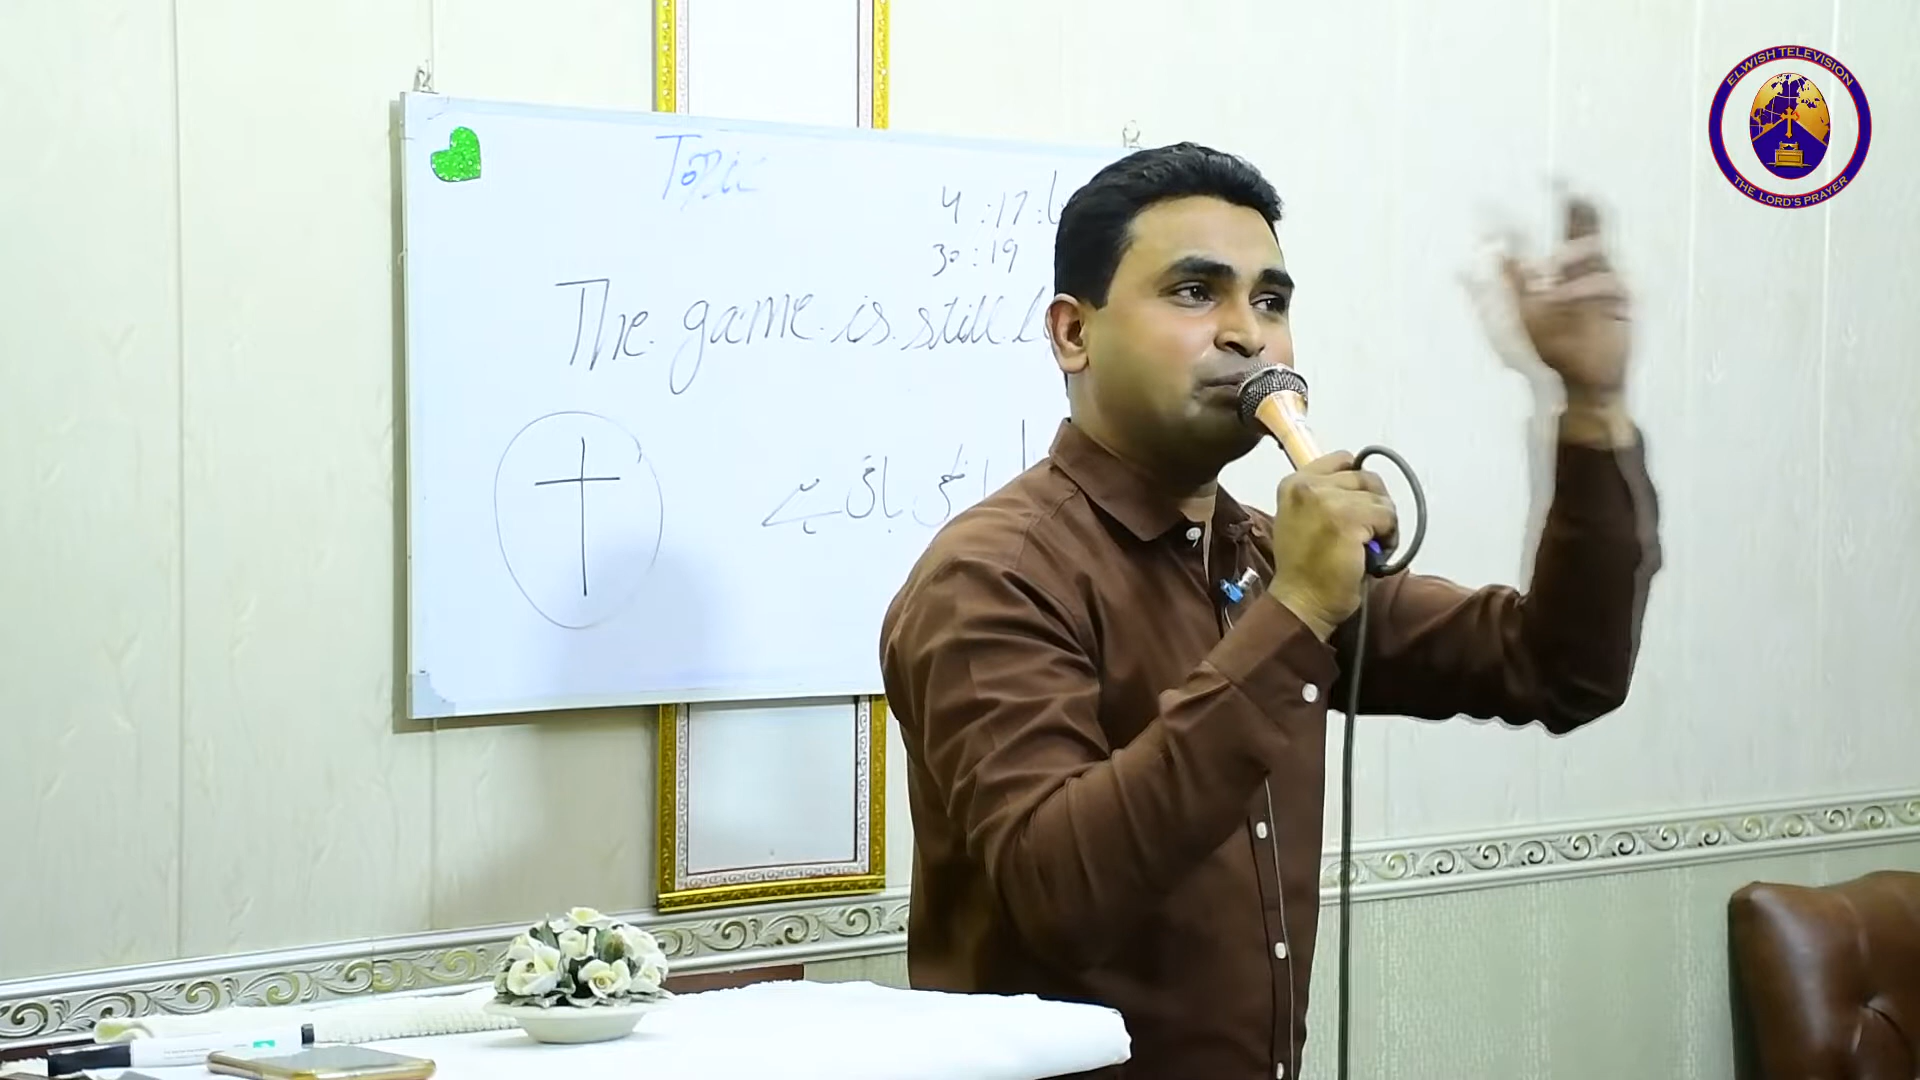 ELWISH TELEVISION
THE LORD'S PRAYER
Topic
4:17:
30:19
The game is still
باقی ہے